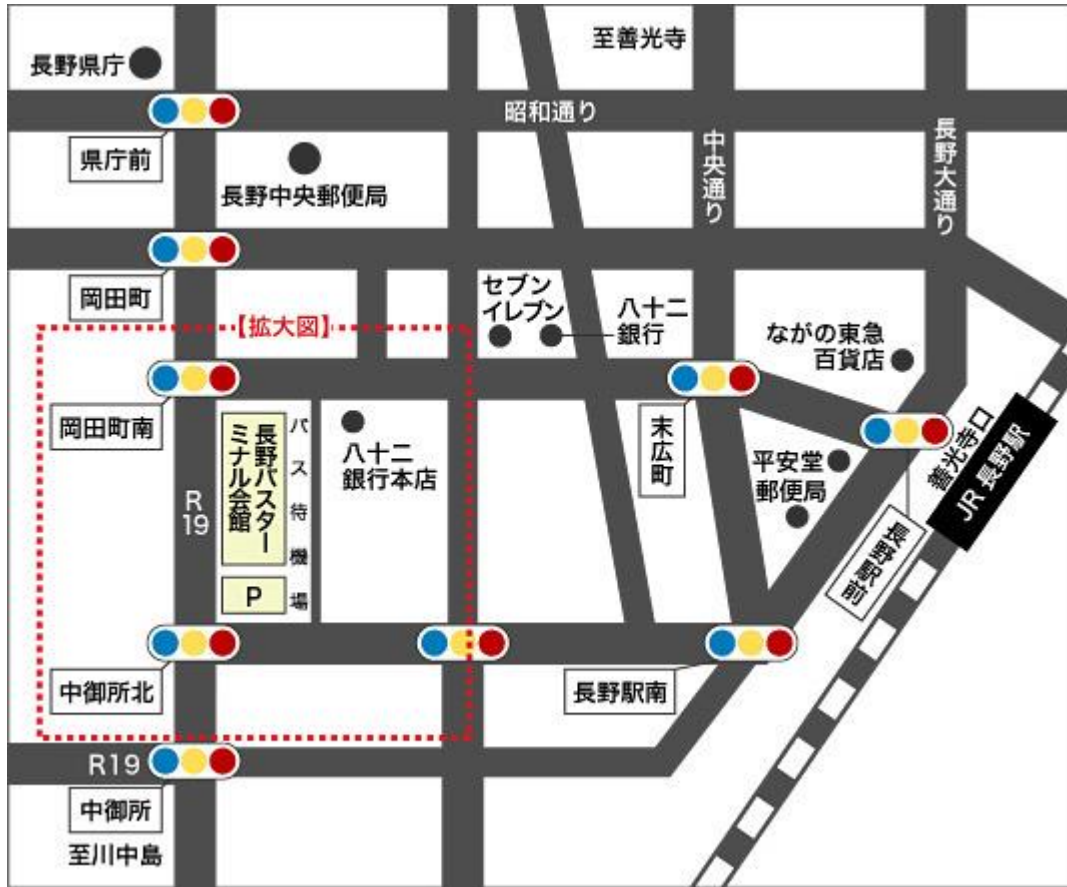 至善光寺
長野県庁
昭和通り
県庁前
中央通り
長野大通り
長野中央郵便局
岡田町
セブン
イレブン
八十二
銀行
【拡大図】
ながの東急
百貨店
岡田町南
末広町
長野バスター
ミナル会館
バス待機場
八十二
銀行本店
平安堂
郵便局
善光寺口
JR 長野駅
R
19
長野駅前
P
中御所北
長野駅南
R19
中御所
至川中島